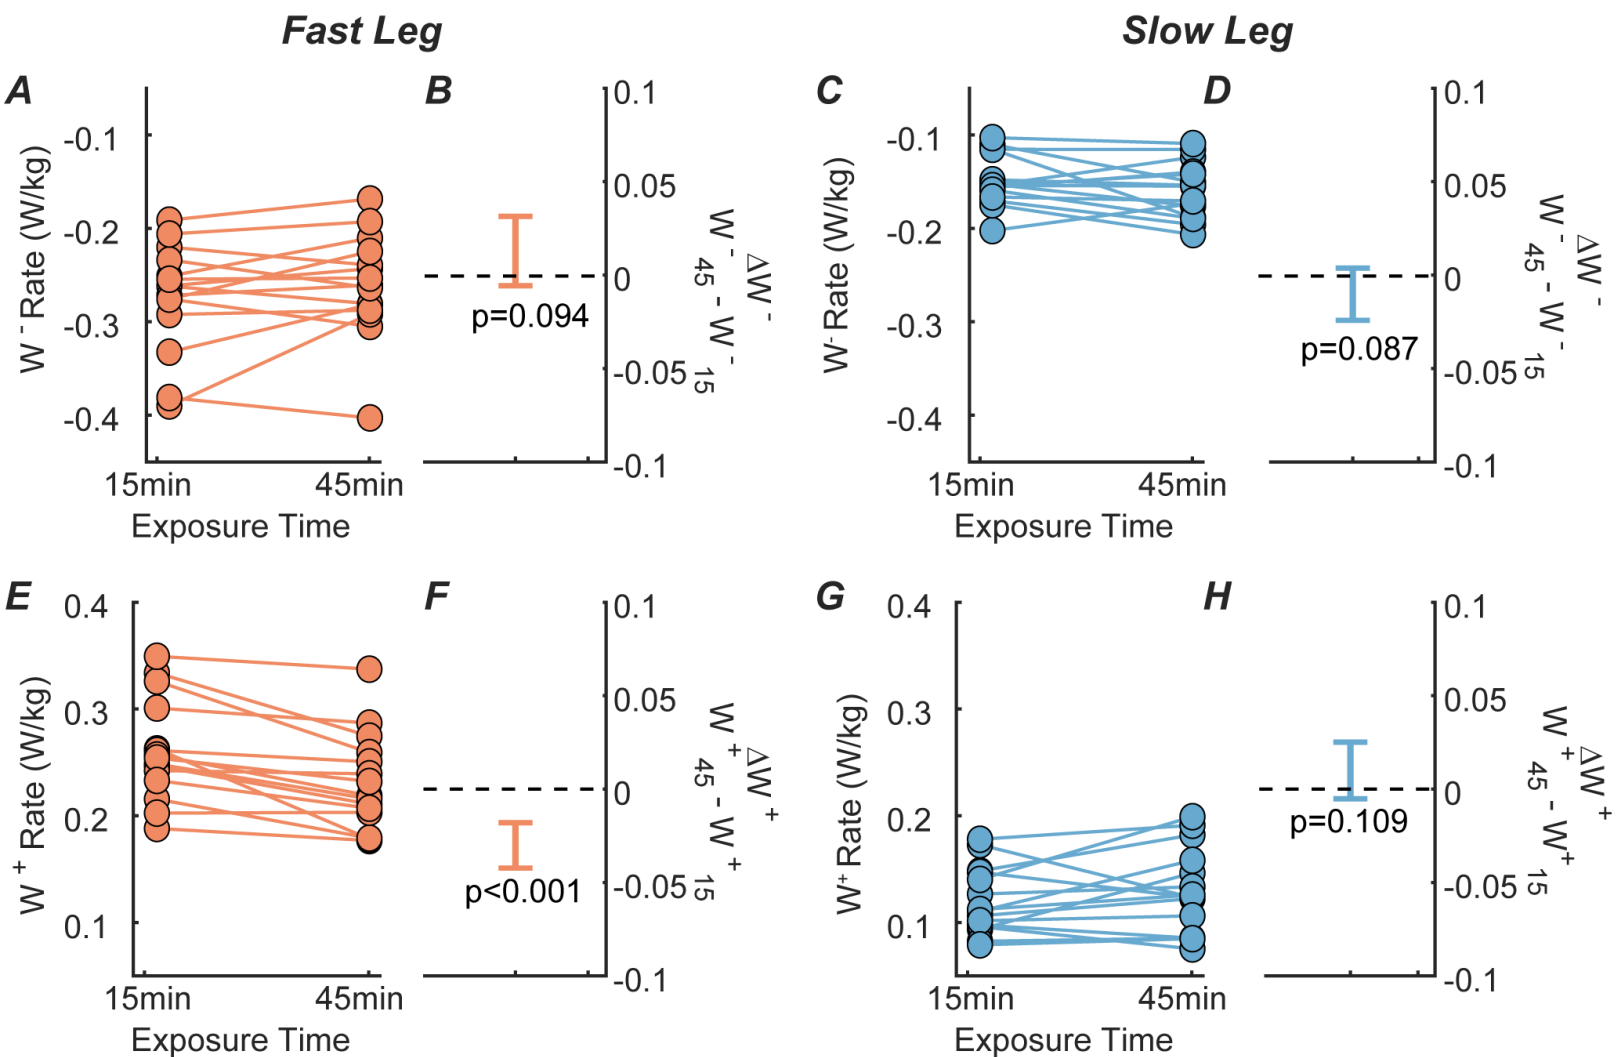 Fast Leg
Slow Leg
A
-0.1
-0.2
-0.3
-0.4
W⁻ Rate (W/kg)
15min 45min
Exposure Time
B
0.1
0.05
0
-0.05
-0.1
p=0.094
ΔW⁻
W⁻₄₅ - W⁻₁₅
C
-0.1
-0.2
-0.3
-0.4
W⁻ Rate (W/kg)
15min 45min
Exposure Time
D
0.1
0.05
0
-0.05
-0.1
p=0.087
ΔW⁻
W⁻₄₅ - W⁻₁₅
E
0.4
0.3
0.2
0.1
W⁺ Rate (W/kg)
15min 45min
Exposure Time
F
0.1
0.05
0
-0.05
-0.1
p<0.001
ΔW⁺
W⁺₄₅ - W⁺₁₅
G
0.4
0.3
0.2
0.1
W⁺ Rate (W/kg)
15min 45min
Exposure Time
H
0.1
0.05
0
-0.05
-0.1
p=0.109
ΔW⁺
W⁺₄₅ - W⁺₁₅